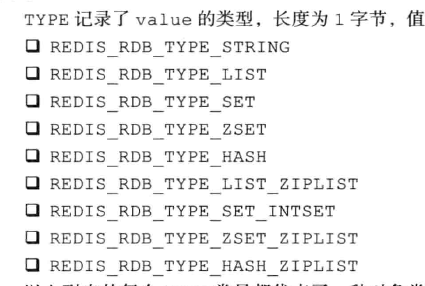 TYPE 记录了 value 的类型，长度为 1 字节，值
❏ REDIS_RDB_TYPE_STRING
❏ REDIS_RDB_TYPE_LIST
❏ REDIS_RDB_TYPE_SET
❏ REDIS_RDB_TYPE_ZSET
❏ REDIS_RDB_TYPE_HASH
❏ REDIS_RDB_TYPE_LIST_ZIPLIST
❏ REDIS_RDB_TYPE_SET_INTSET
❏ REDIS_RDB_TYPE_ZSET_ZIPLIST
❏ REDIS_RDB_TYPE_HASH_ZIPLIST